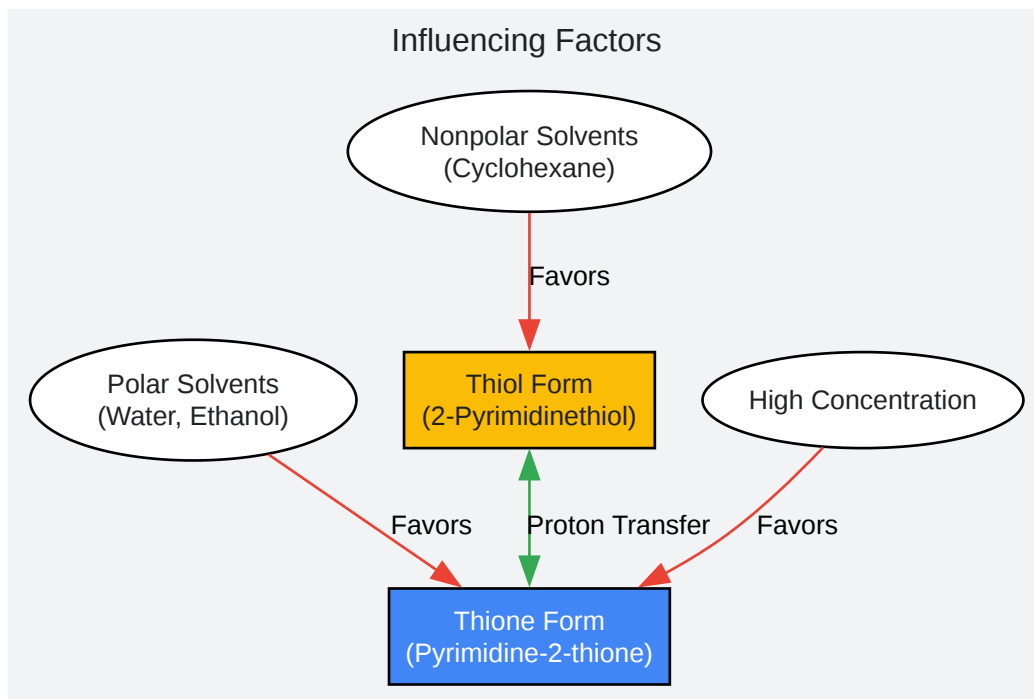 Influencing Factors
Nonpolar Solvents
(Cyclohexane)
Favors
Polar Solvents
(Water, Ethanol)
Thiol Form
(2-Pyrimidinethiol)
High Concentration
Favors
Proton Transfer
Favors
Thione Form
(Pyrimidine-2-thione)